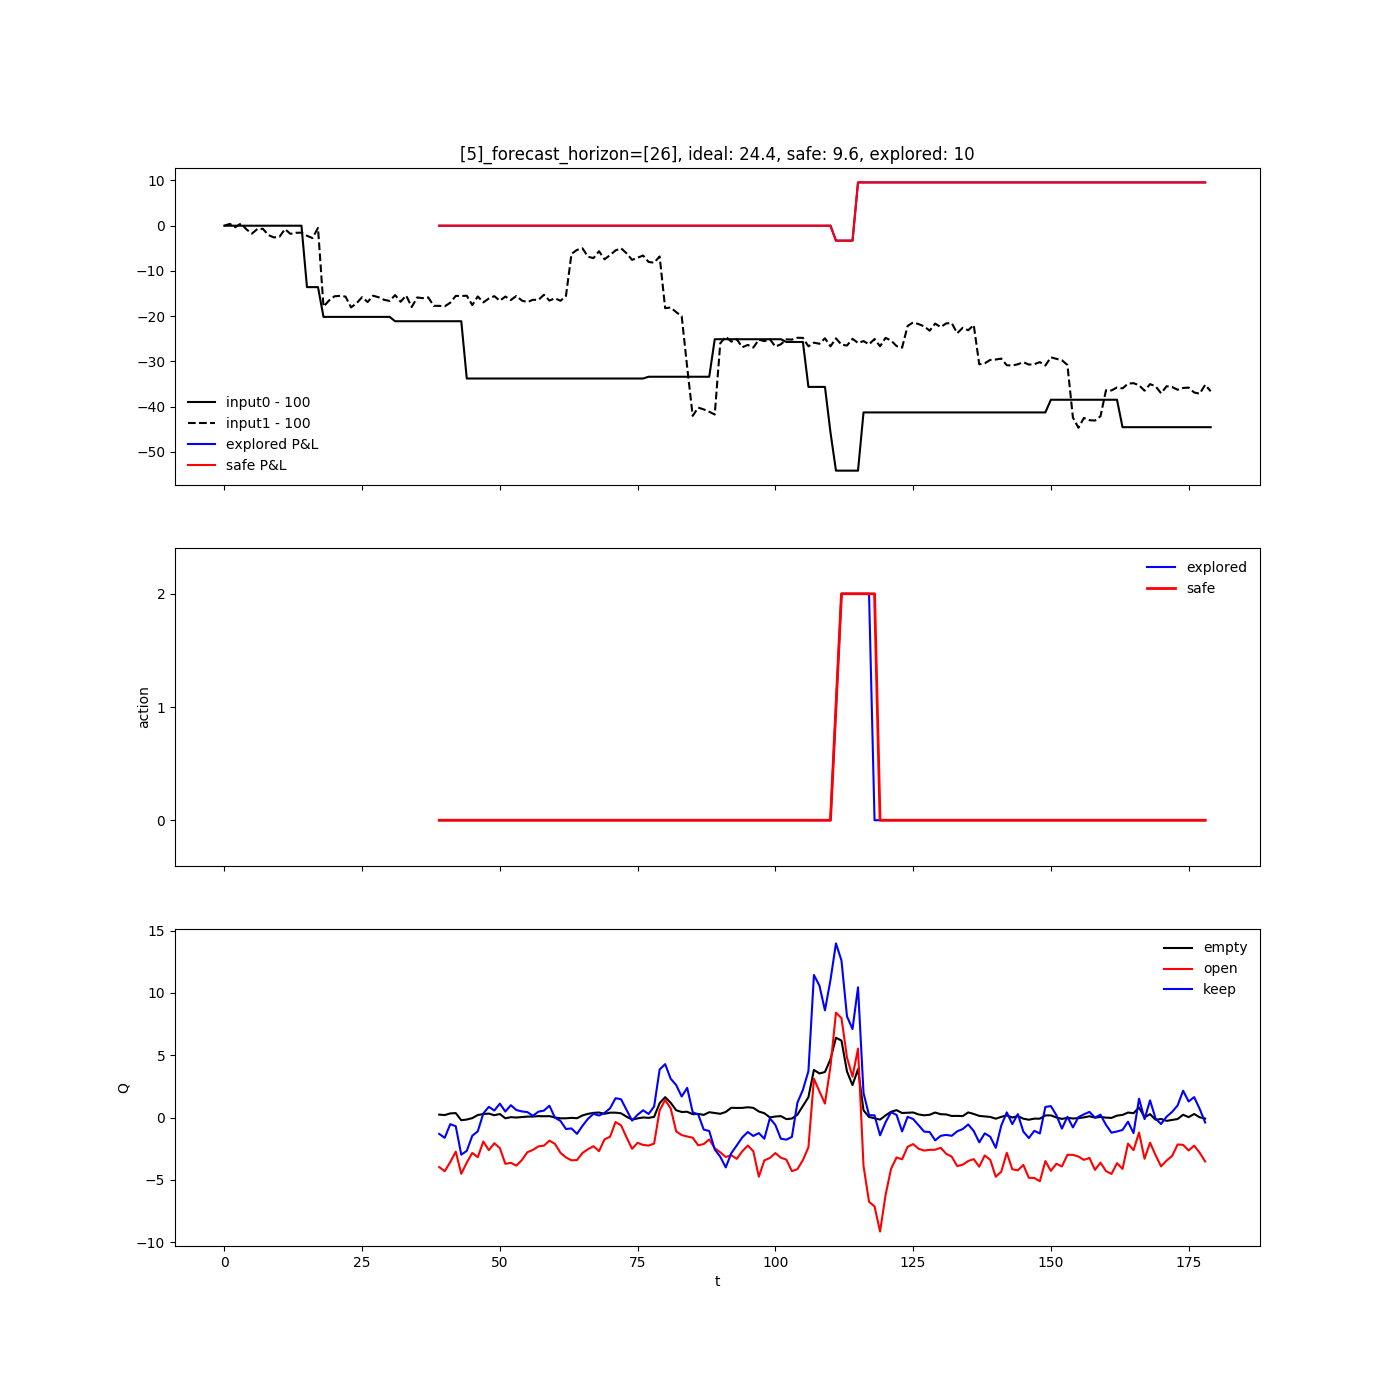 [5]_forecast_horizon=[26], ideal: 24.4, safe: 9.6, explored: 10
10
0
−10
−20
−30
−40
−50
input0 - 100
input1 - 100
explored P&L
safe P&L
action
2
1
0
explored
safe
Q
15
10
5
0
−5
−10
empty
open
keep
0 25 50 75 100 125 150 175
t